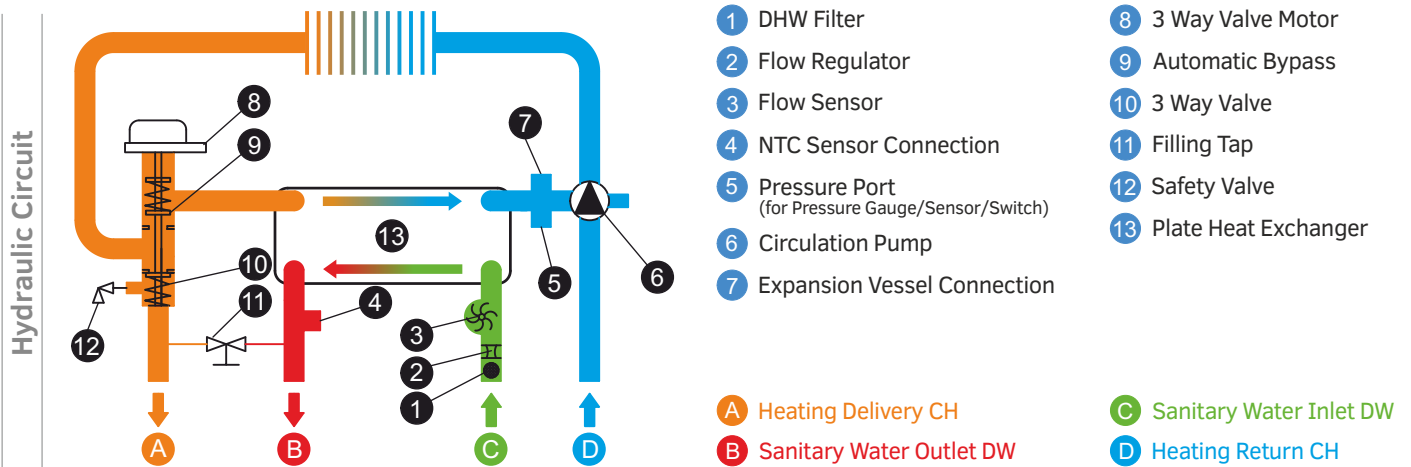 Hydraulic Circuit
8
9
7
13
10
11
4
5
6
12
3
2
1
A
B
C
D
1 DHW Filter
2 Flow Regulator
3 Flow Sensor
4 NTC Sensor Connection
5 Pressure Port
(for Pressure Gauge/Sensor/Switch)
6 Circulation Pump
7 Expansion Vessel Connection
8 3 Way Valve Motor
9 Automatic Bypass
10 3 Way Valve
11 Filling Tap
12 Safety Valve
13 Plate Heat Exchanger
A Heating Delivery CH
B Sanitary Water Outlet DW
C Sanitary Water Inlet DW
D Heating Return CH